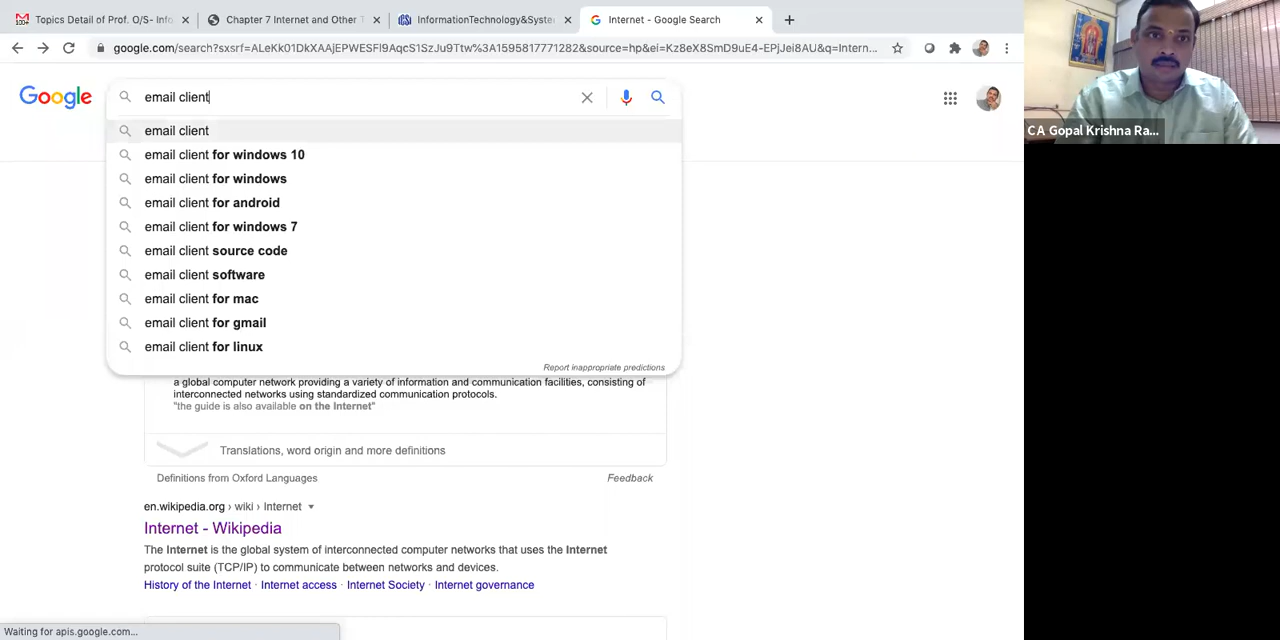 100+
Topics Detail of Prof. O/S- Info
Chapter 7 Internet and Other T
InformationTechnology&Syste
Internet - Google Search
google.com/search?sxsrf=ALeKk01DkXAAjEPWESFl9AqcS1SzJu9Ttw%3A1595817771282&source=hp&ei=Kz8eX8SmD9uE4-EPjJei8AU&q=Intern...
Google
email client
email client
email client for windows 10
email client for windows
email client for android
email client for windows 7
email client source code
email client software
email client for mac
email client for gmail
email client for linux
Report inappropriate predictions
a global computer network providing a variety of information and communication facilities, consisting of
interconnected networks using standardized communication protocols.
"the guide is also available on the Internet"
Translations, word origin and more definitions
Definitions from Oxford Languages
Feedback
en.wikipedia.org › wiki › Internet
Internet - Wikipedia
The Internet is the global system of interconnected computer networks that uses the Internet
protocol suite (TCP/IP) to communicate between networks and devices.
History of the Internet · Internet access · Internet Society · Internet governance
Waiting for apis.google.com...
CA Gopal Krishna Ra...